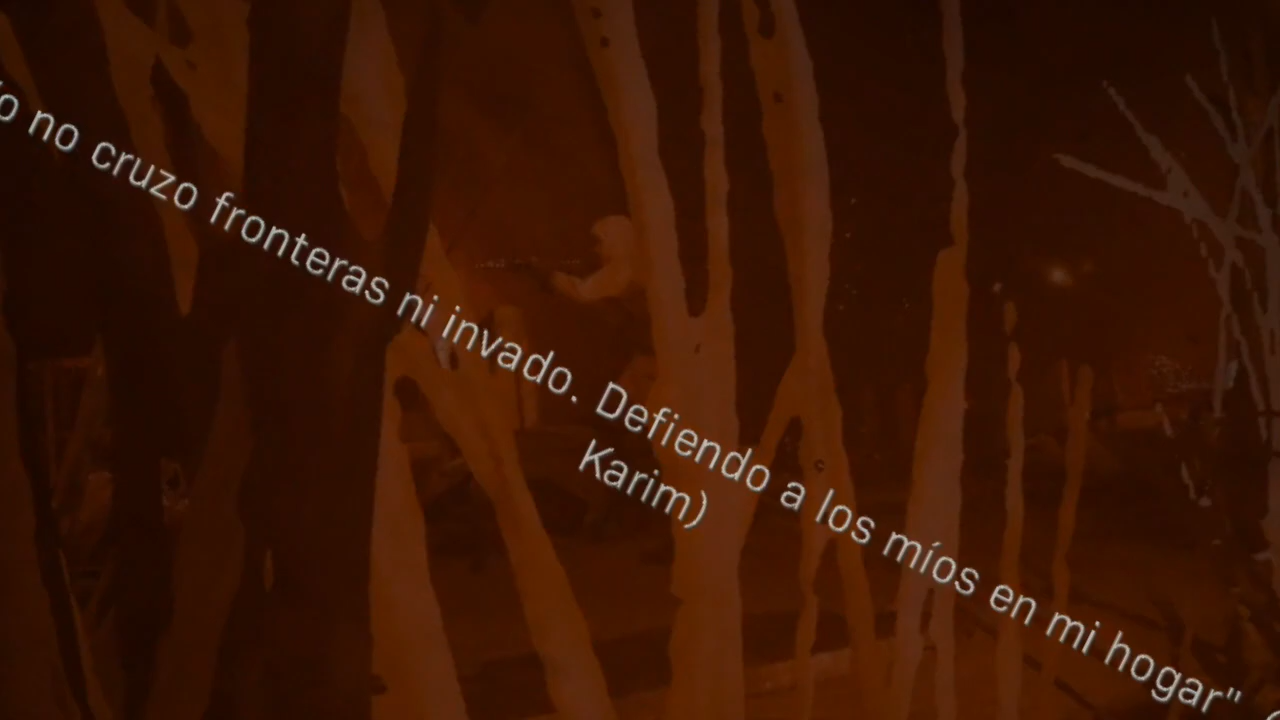 no cruzo fronteras ni invado. Defiendo a los míos en mi hogar"
Karim)